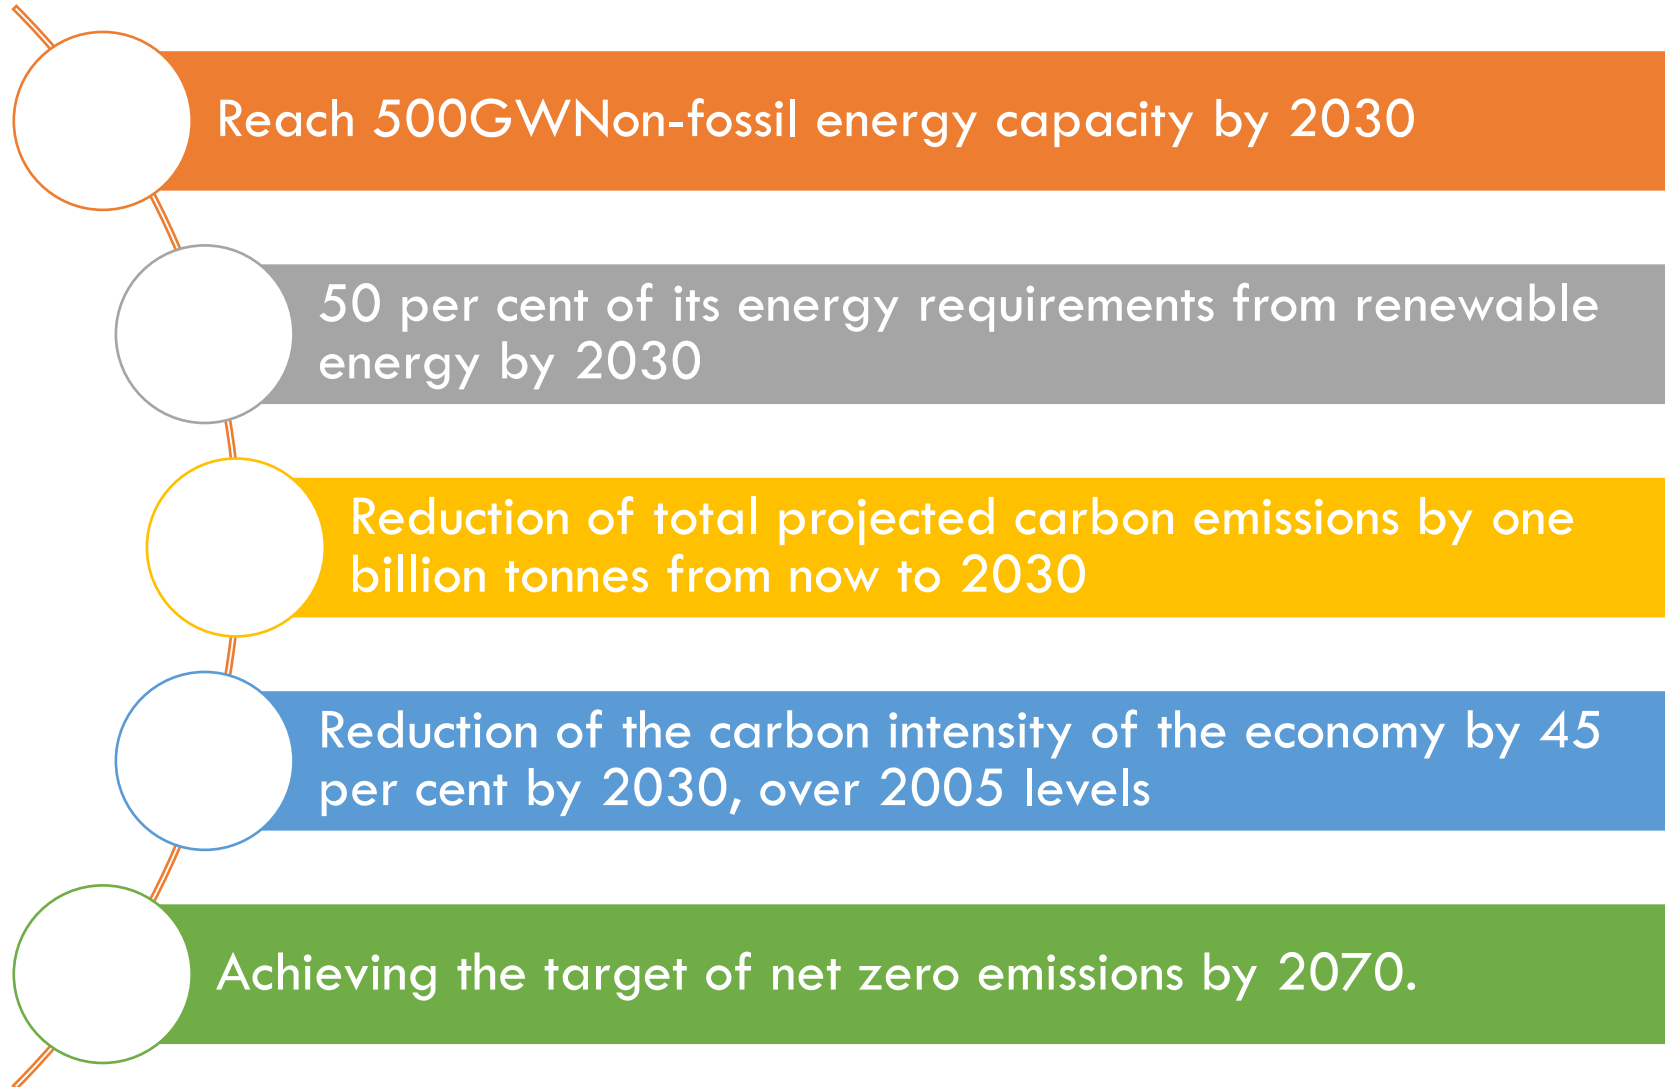 Reach 500GWNon-fossil energy capacity by 2030
50 per cent of its energy requirements from renewable
energy by 2030
Reduction of total projected carbon emissions by one
billion tonnes from now to 2030
Reduction of the carbon intensity of the economy by 45
per cent by 2030, over 2005 levels
Achieving the target of net zero emissions by 2070.